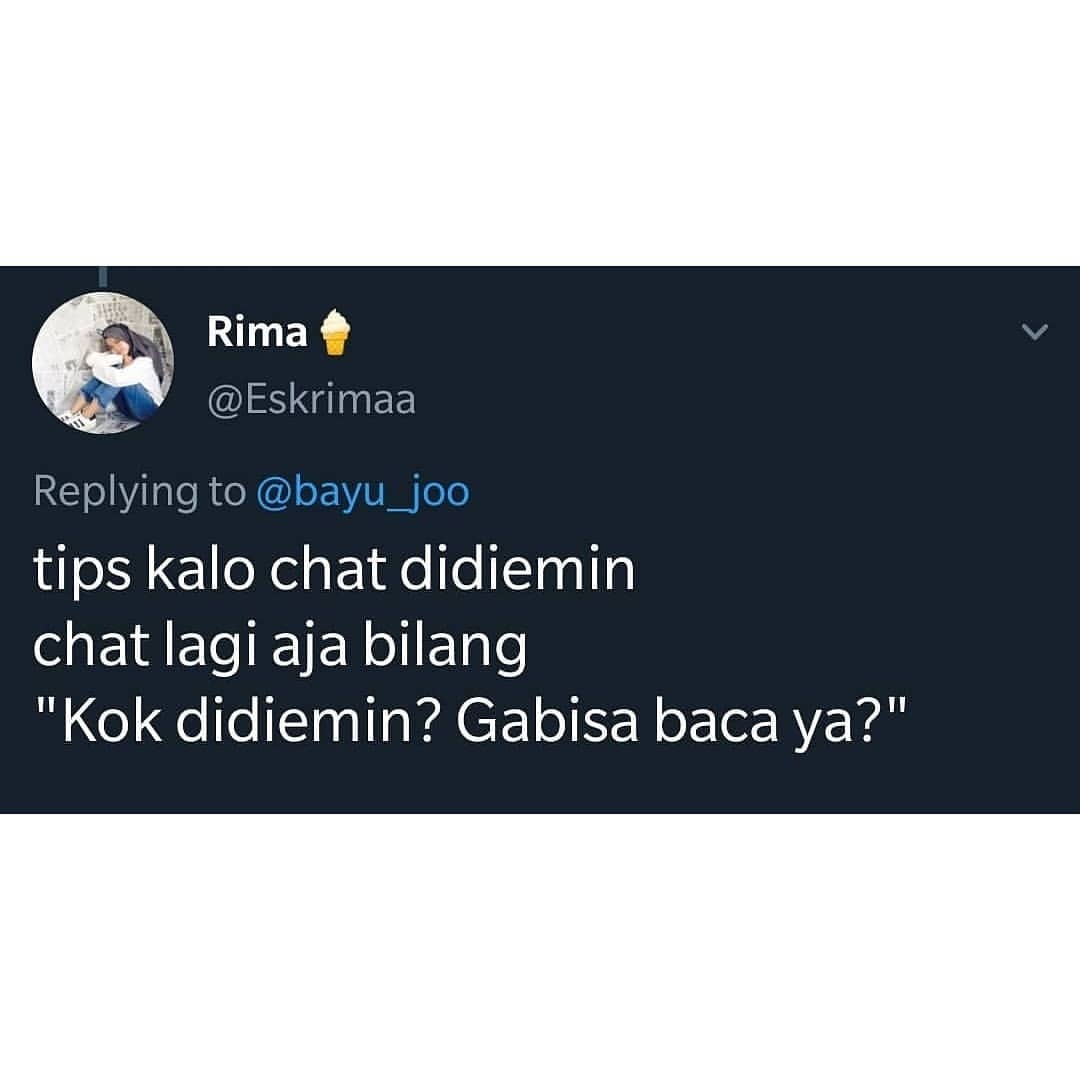 Rima🍦
@Eskrimaa
Replying to @bayu_joo
tips kalo chat didiemin
chat lagi aja bilang
"Kok didiemin? Gabisa baca ya?"